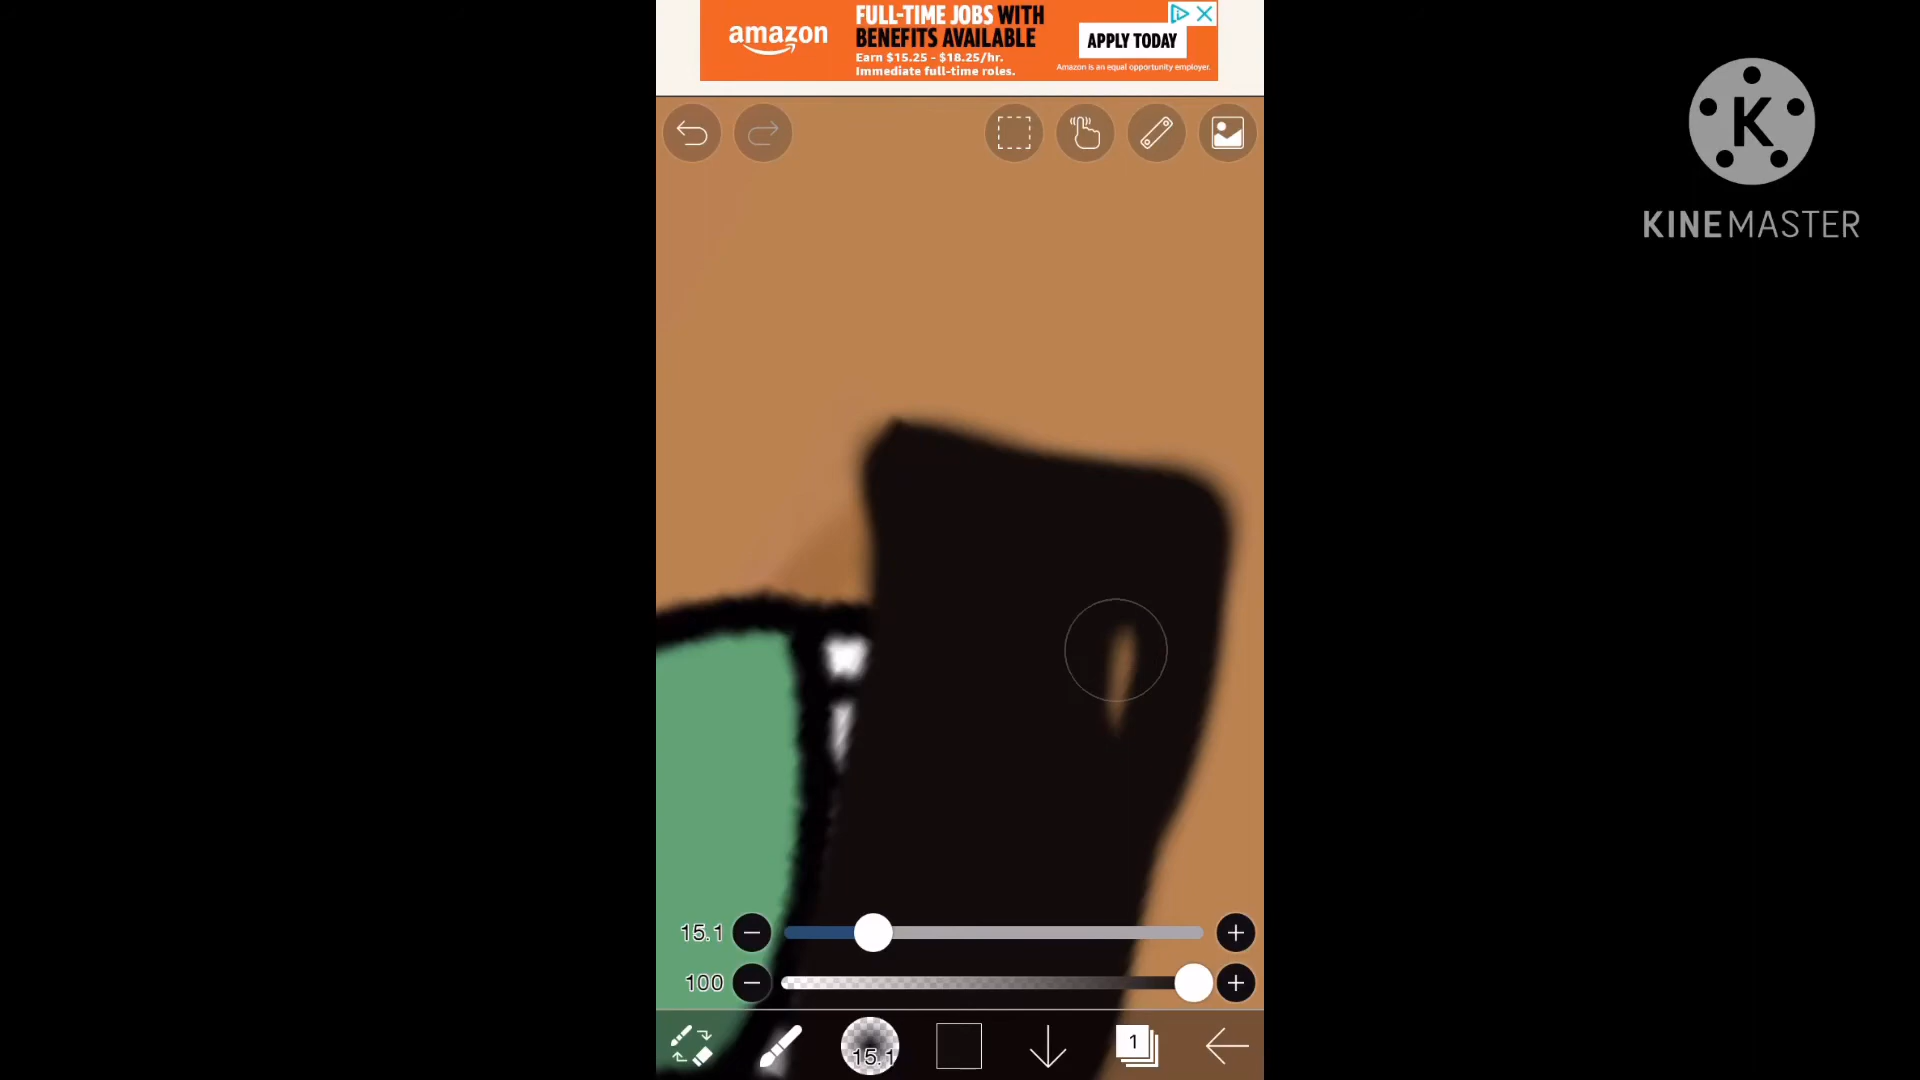 amazon
FULL-TIME JOBS WITH
BENEFITS AVAILABLE
Earn $15.25 - $18.25/hr.
Immediate full-time roles.
APPLY TODAY
Amazon is an equal opportunity employer.
K
KINEMASTER
15.1
100
15.1
1